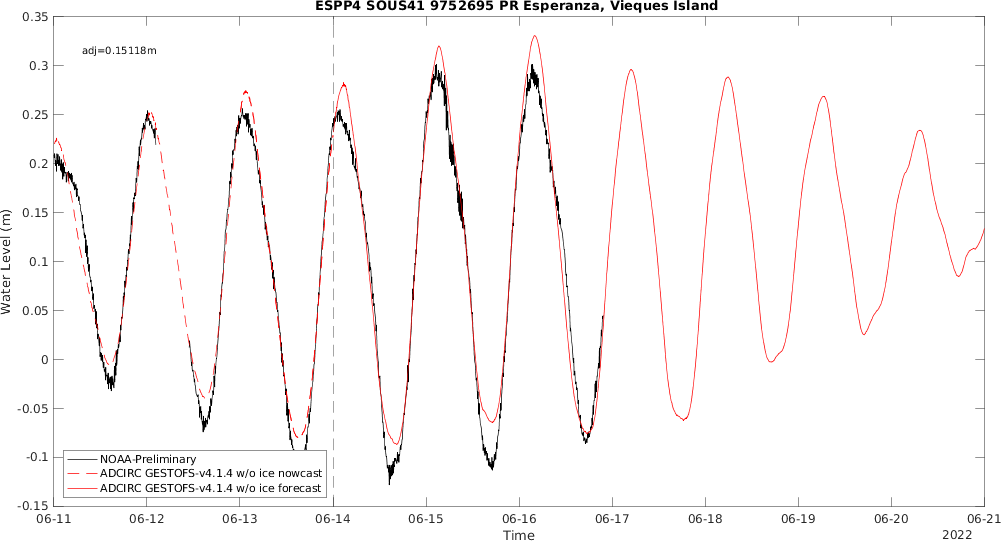 ESPP4 SOUS41 9752695 PR Esperanza, Vieques Island
0.35
adj=0.15118m
0.3
0.25
0.2
0.15
0.1
0.05
0
-0.05
-0.1
-0.15
Water Level (m)
NOAA-Preliminary
ADCIRC GESTOFS-v4.1.4 w/o ice nowcast
ADCIRC GESTOFS-v4.1.4 w/o ice forecast
06-11 06-12 06-13 06-14 06-15 06-16 06-17 06-18 06-19 06-20 06-21
Time
2022